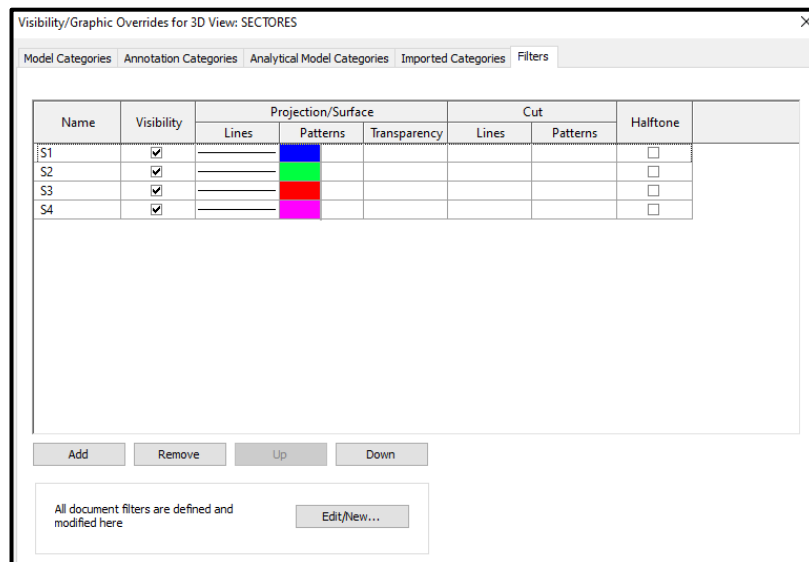 Visibility/Graphic Overrides for 3D View: SECTORES
Model Categories Annotation Categories Analytical Model Categories Imported Categories Filters
Name Visibility Projection/Surface Cut Halftone
Lines Patterns Transparency Lines Patterns
S1
S2
S3
S4
Add Remove Up Down
All document filters are defined and
modified here
Edit/New...